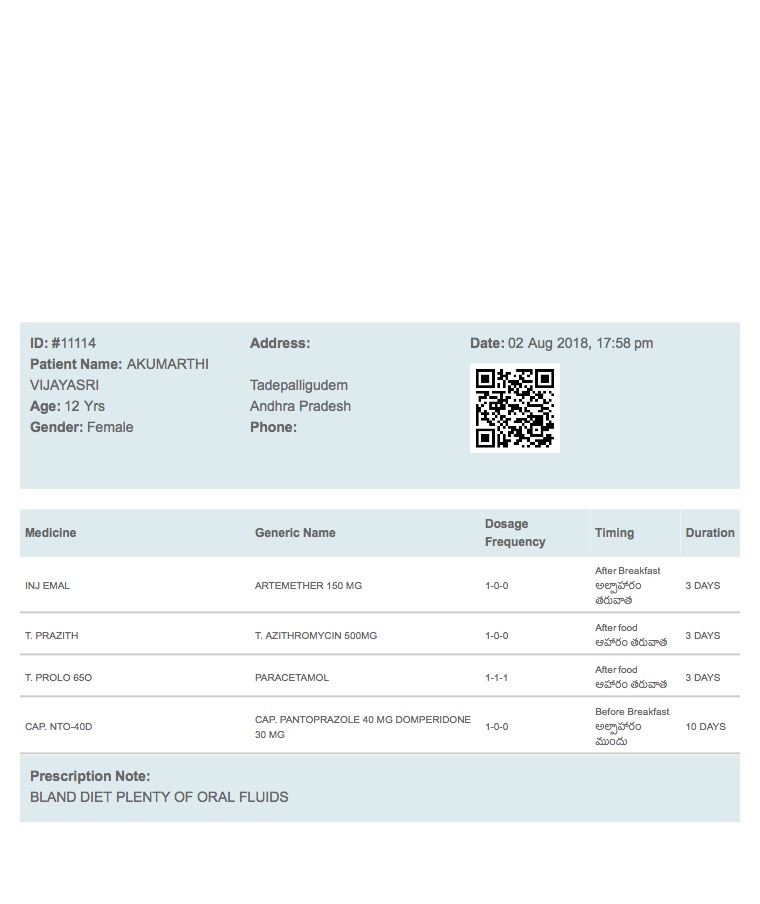 ID: #11114
Patient Name: AKUMARTHI
VIJAYASRI
Age: 12 Yrs
Gender: Female
Address:
Tadepalligudem
Andhra Pradesh
Phone:
Date: 02 Aug 2018, 17:58 pm
Medicine Generic Name Dosage Frequency Timing Duration
INJ EMAL ARTEMETHER 150 MG 1-0-0 After Breakfast 3 DAYS
అల్పాహారం
తరువాత
T. PRAZITH T. AZITHROMYCIN 500MG 1-0-0 After food 3 DAYS
ఆహారం తరువాత
T. PROLO 65O PARACETAMOL 1-1-1 After food 3 DAYS
ఆహారం తరువాత
CAP. NTO-40D CAP. PANTOPRAZOLE 40 MG DOMPERIDONE 30 MG 1-0-0 Before Breakfast 10 DAYS
అల్పాహారం
ముందు
Prescription Note:
BLAND DIET PLENTY OF ORAL FLUIDS